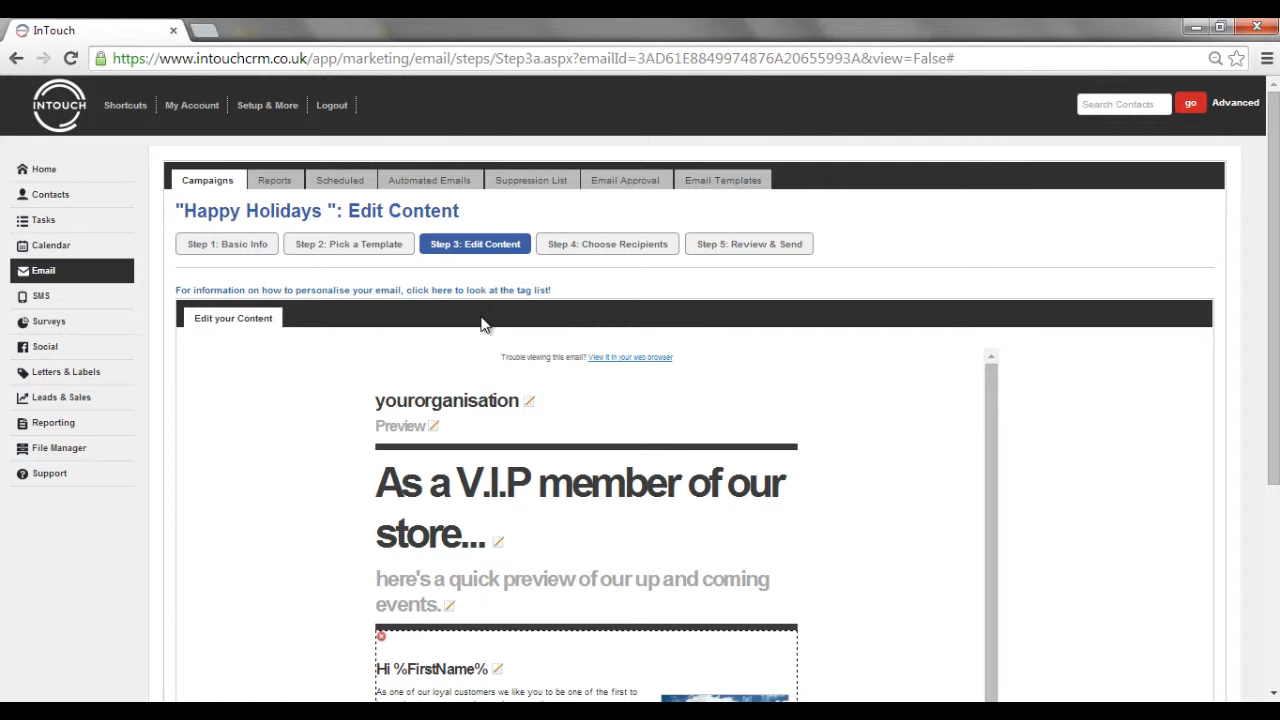 InTouch
https://www.intouchcrm.co.uk/app/marketing/email/steps/Step3a.aspx?emailId=3AD61E8849974876A20655993A&view=False#
INTOUCH
Shortcuts
My Account
Setup & More
Logout
Search Contacts
go
Advanced
Home
Contacts
Tasks
Calendar
Email
SMS
Surveys
Social
Letters & Labels
Leads & Sales
Reporting
File Manager
Support
Campaigns
Reports
Scheduled
Automated Emails
Suppression List
Email Approval
Email Templates
"Happy Holidays ": Edit Content
Step 1: Basic Info
Step 2: Pick a Template
Step 3: Edit Content
Step 4: Choose Recipients
Step 5: Review & Send
For information on how to personalise your email, click here to look at the tag list!
Edit your Content
Trouble viewing this email? View it in your web browser
yourorganisation
Preview
As a V.I.P member of our
store...
here's a quick preview of our up and coming
events.
Hi %FirstName%
As one of our loyal customers we like you to be one of the first to